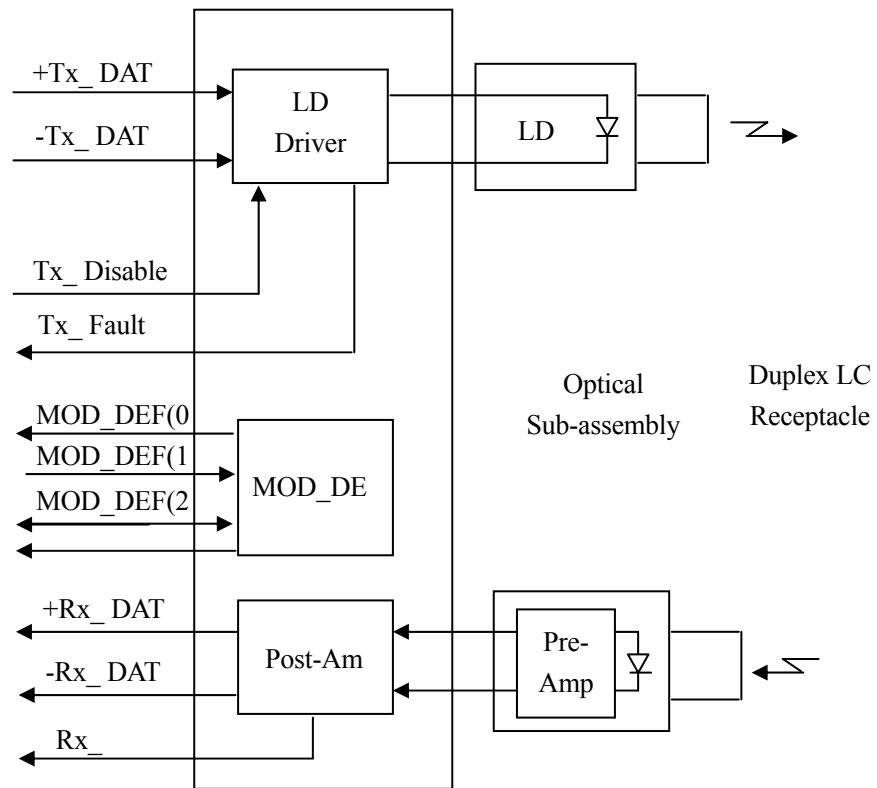 +Tx_ DAT
LD
Driver
-Tx_ DAT
LD
Tx_ Disable
Tx_ Fault
Optical
Sub-assembly
Duplex LC
Receptacle
MOD_DEF(0
MOD_DEF(1
MOD_DEF(2
MOD_DE
+Rx_ DAT
-Rx_ DAT
Rx_
Post-Am
Pre-
Amp